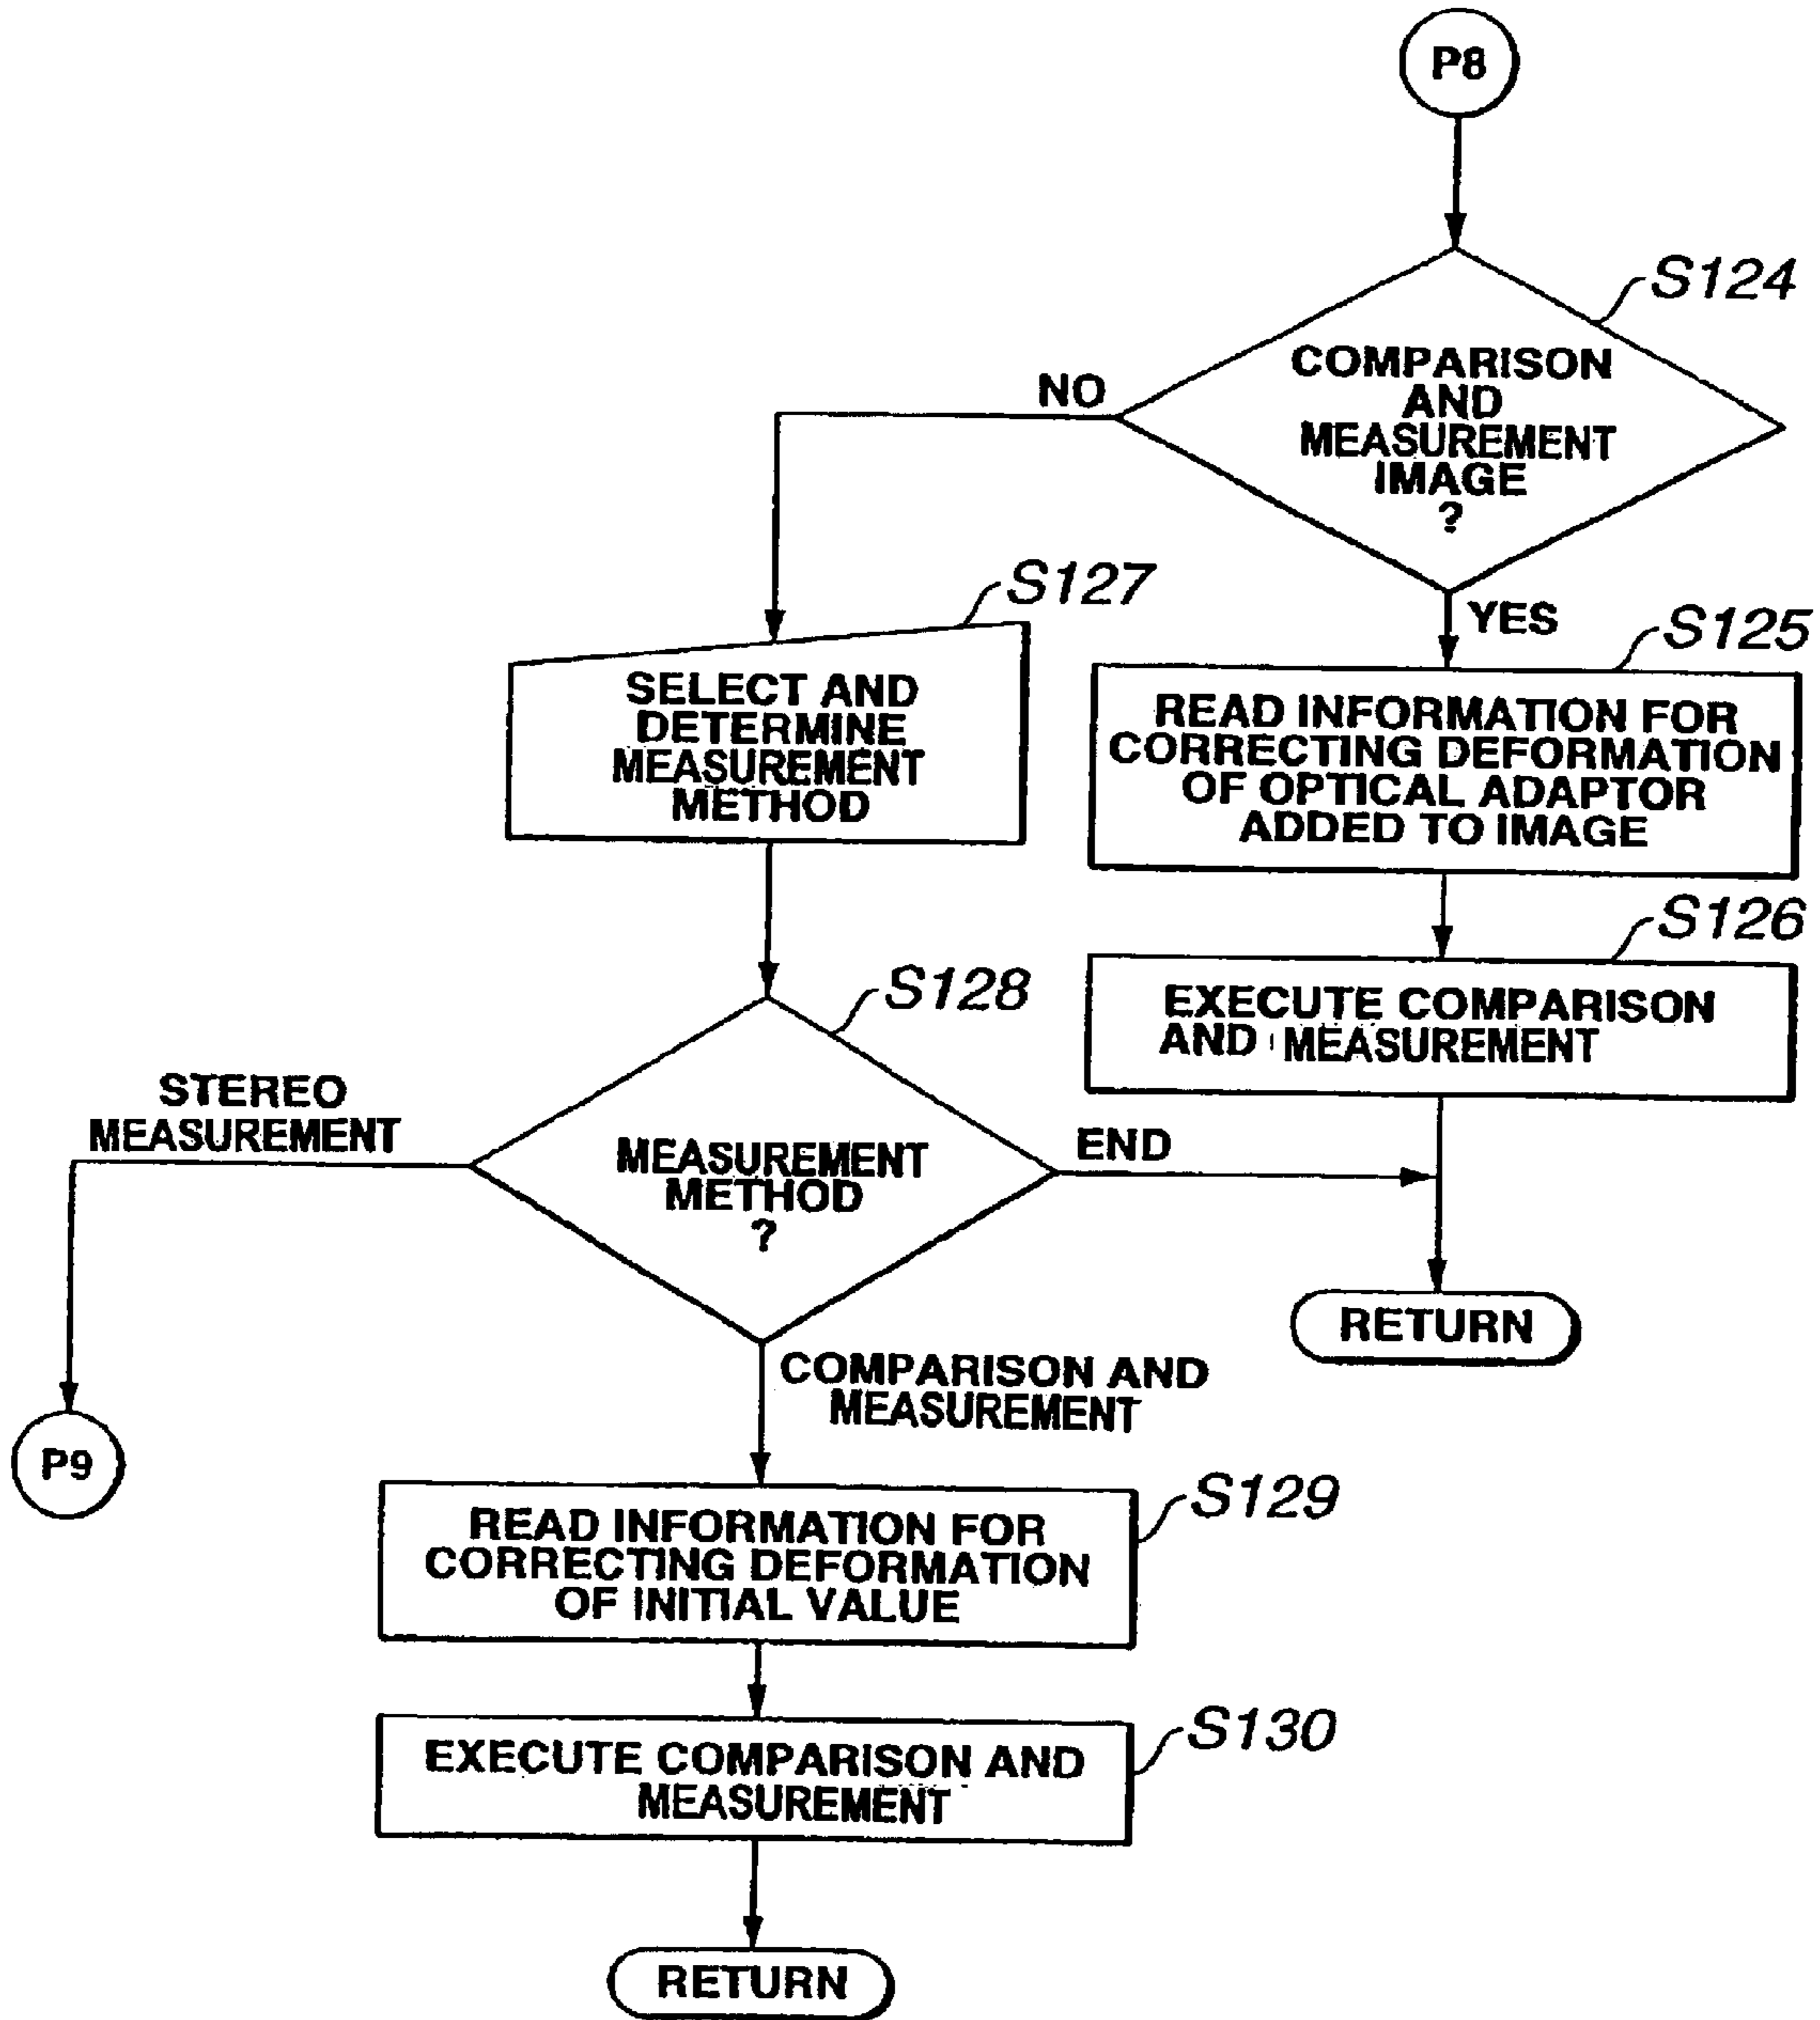 P8
S124
COMPARISON
AND
MEASUREMENT
IMAGE
?
NO
YES
S127
SELECT AND
DETERMINE
MEASUREMENT
METHOD
S125
READ INFORMATION FOR
CORRECTING DEFORMATION
OF OPTICAL ADAPTOR
ADDED TO IMAGE
S126
EXECUTE COMPARISON
AND MEASUREMENT
S128
MEASUREMENT
METHOD
?
STEREO
MEASUREMENT
END
RETURN
COMPARISON AND
MEASUREMENT
P9
S129
READ INFORMATION FOR
CORRECTING DEFORMATION
OF INITIAL VALUE
S130
EXECUTE COMPARISON AND
MEASUREMENT
RETURN